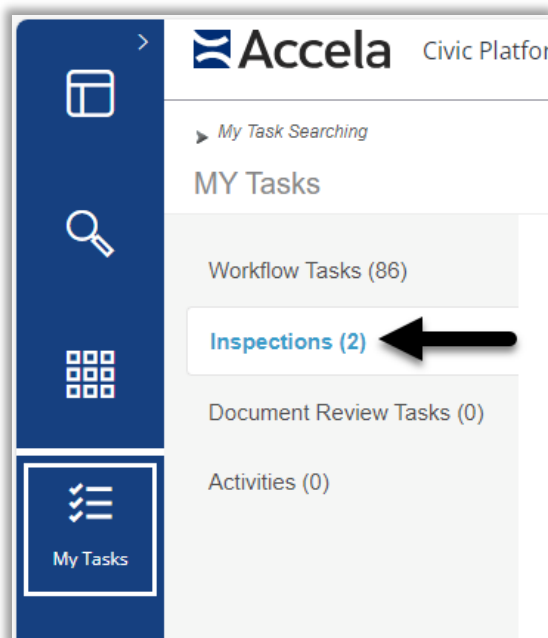 Accela Civic Platfor
My Task Searching
MY Tasks
Workflow Tasks (86)
Inspections (2)
Document Review Tasks (0)
Activities (0)
My Tasks